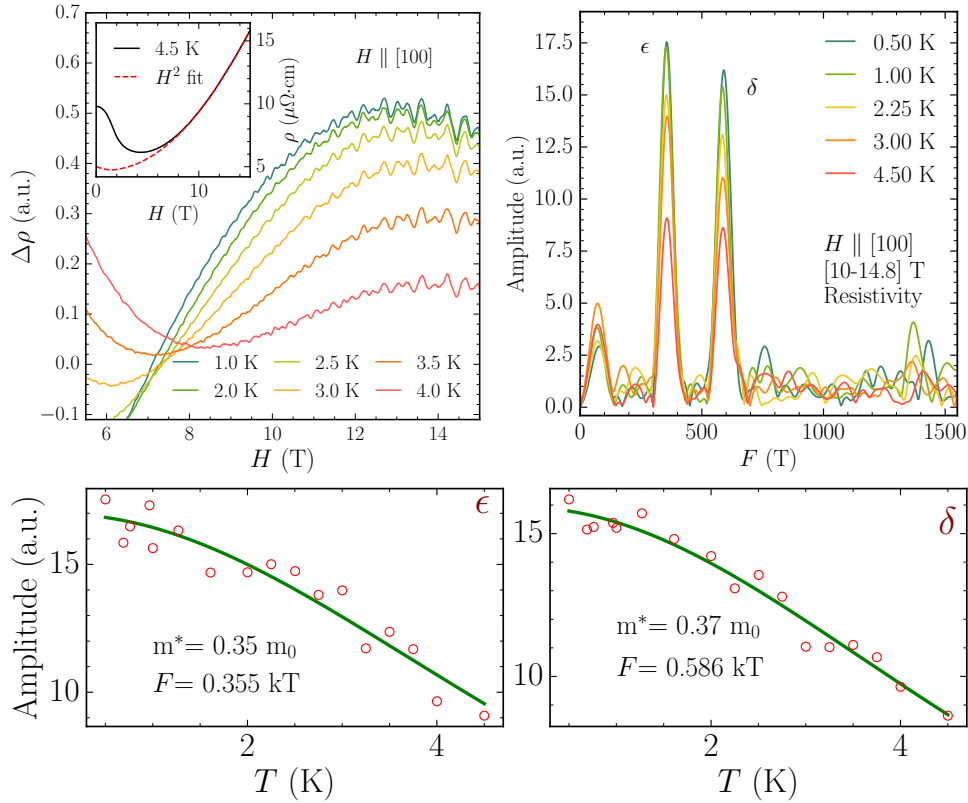 4.5 K
H² fit
15
10
5
ρ (μΩ·cm)
0
10
H (T)
H ∥ [100]
0.7
0.6
0.5
0.4
0.3
0.2
0.1
0.0
−0.1
Δρ (a.u.)
1.0 K
2.5 K
3.5 K
2.0 K
3.0 K
4.0 K
6
8
10
12
14
H (T)
17.5
15.0
12.5
10.0
7.5
5.0
2.5
0.0
Amplitude (a.u.)
ϵ
δ
0.50 K
1.00 K
2.25 K
3.00 K
4.50 K
H ∥ [100]
[10-14.8] T
Resistivity
0
500
1000
1500
F (T)
Amplitude (a.u.)
15
10
ϵ
m*= 0.35 m₀
F= 0.355 kT
2
4
T (K)
15
10
δ
m*= 0.37 m₀
F= 0.586 kT
2
4
T (K)